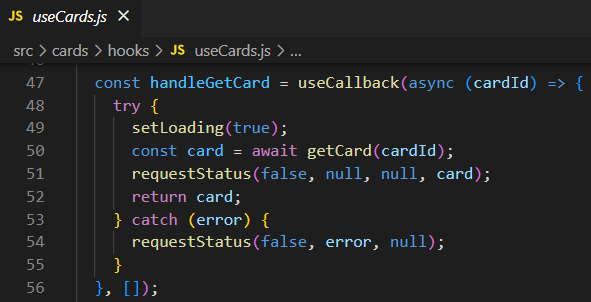 JS useCards.js ×
src > cards > hooks > JS useCards.js > ...
47 const handleGetCard = useCallback(async (cardId) => {
48 try {
49 setLoading(true);
50 const card = await getCard(cardId);
51 requestStatus(false, null, null, card);
52 return card;
53 } catch (error) {
54 requestStatus(false, error, null);
55 }
56 }, []);